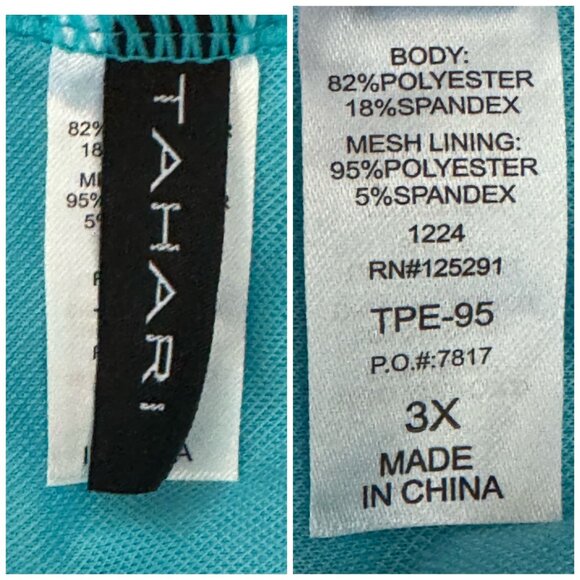 TAHARI
82%
18
95%
5%
BODY:
82%POLYESTER
18%SPANDEX
MESH LINING:
95%POLYESTER
5%SPANDEX
1224
RN#125291
TPE-95
P.O.#:7817
3X
MADE
IN CHINA